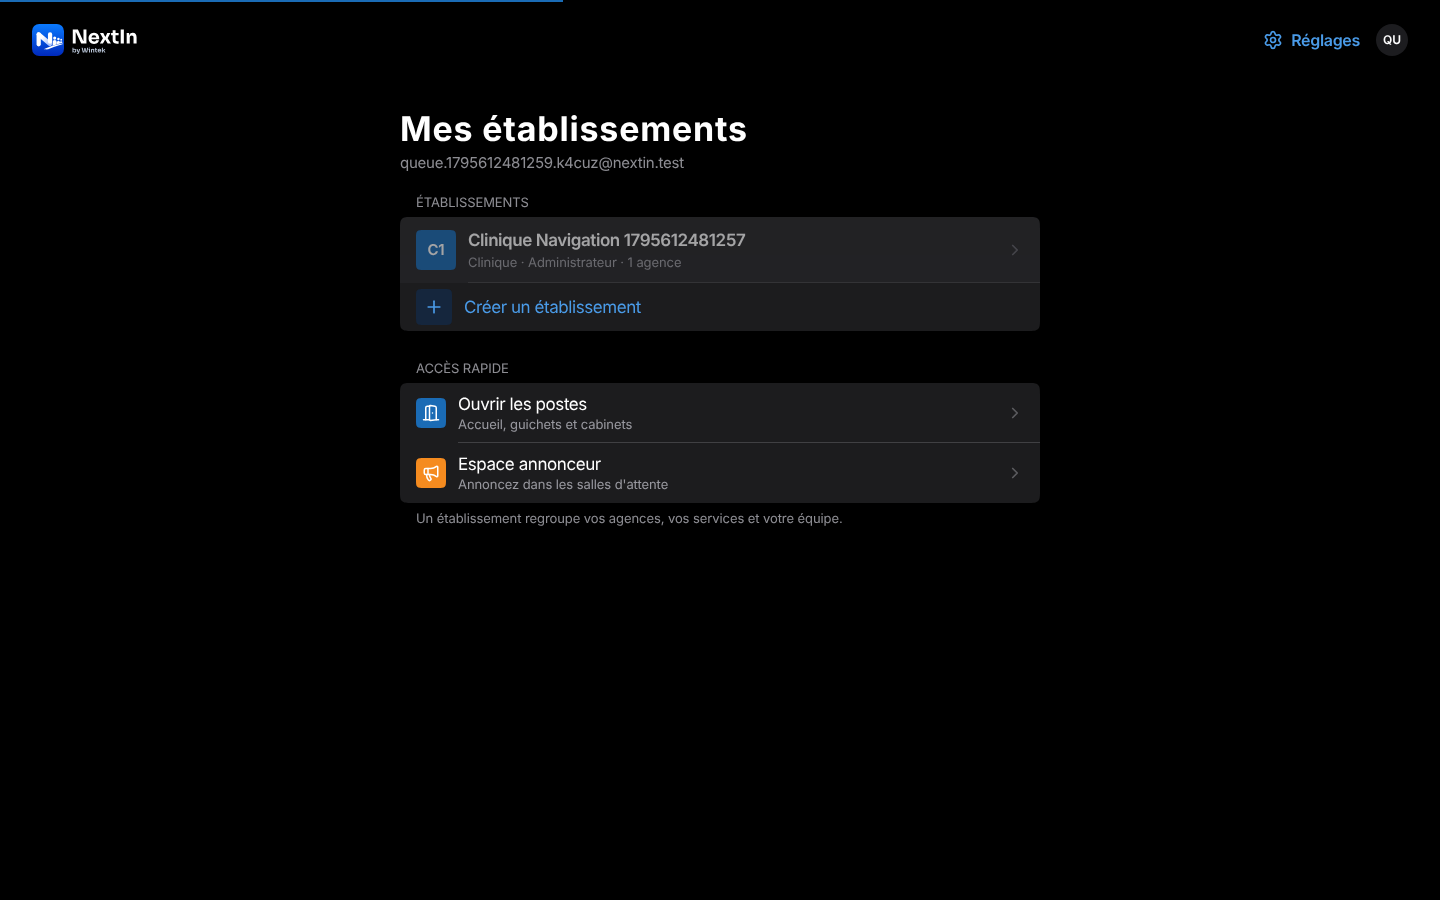 NextIn
by Wintek
Réglages
QU
Mes établissements
queue.1795612481259.k4cuz@nextin.test
ÉTABLISSEMENTS
C1
Clinique Navigation 1795612481257
Clinique · Administrateur · 1 agence
Créer un établissement
ACCÈS RAPIDE
Ouvrir les postes
Accueil, guichets et cabinets
Espace annonceur
Annoncez dans les salles d'attente
Un établissement regroupe vos agences, vos services et votre équipe.